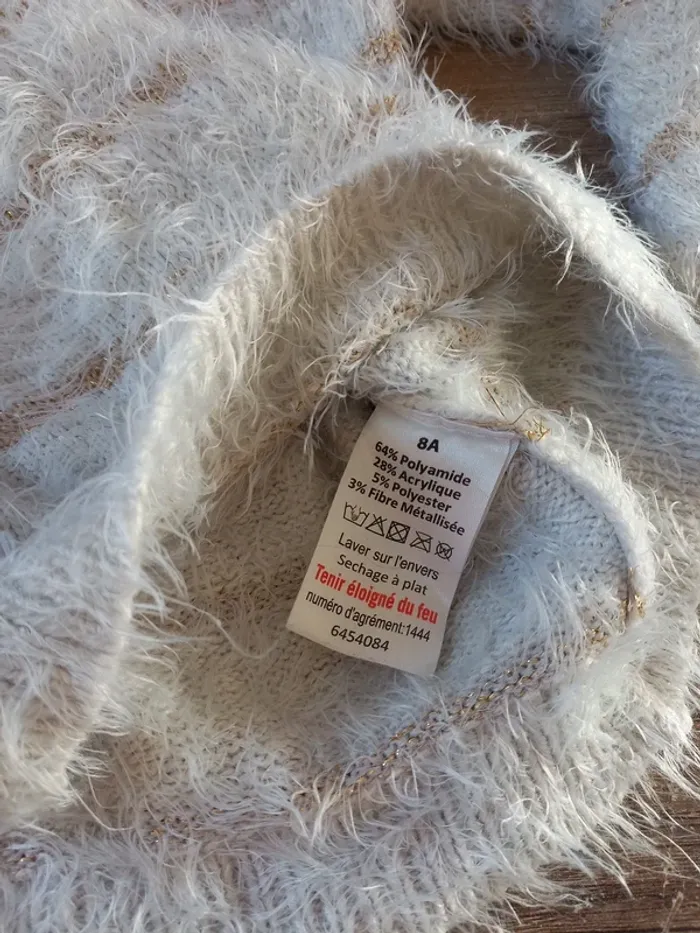 8A
64% Polyamide
28% Acrylique
5% Polyester
3% Fibre Métallisée
Laver sur l'envers
Sechage à plat
Tenir éloigné du feu
numéro d'agrément:1444
6454084